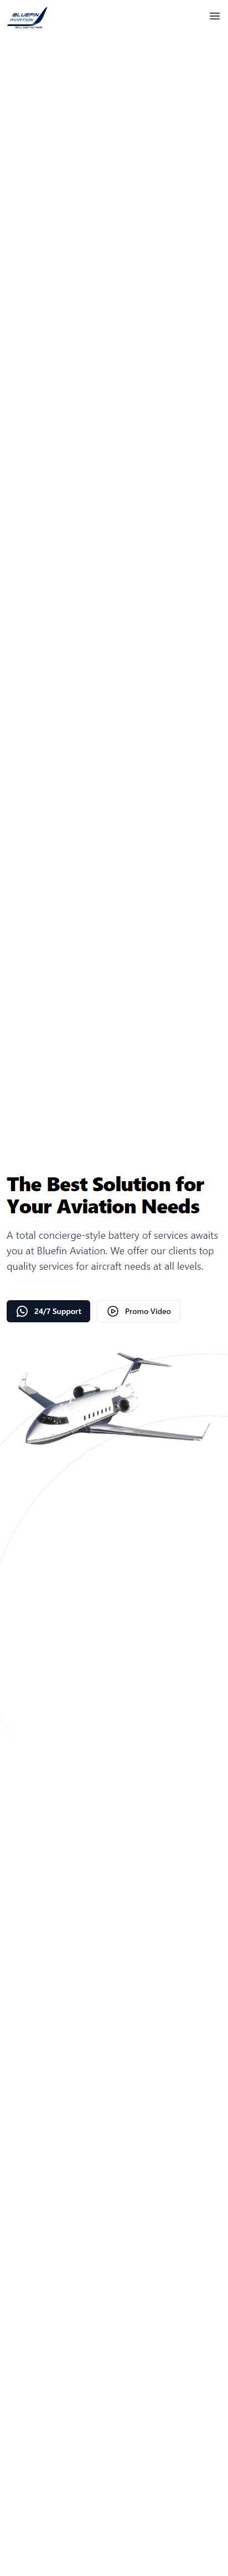 BLUEFIN
AVIATION
The Best Solution for
Your Aviation Needs
A total concierge-style battery of services awaits
you at Bluefin Aviation. We offer our clients top
quality services for aircraft needs at all levels.
24/7 Support
Promo Video